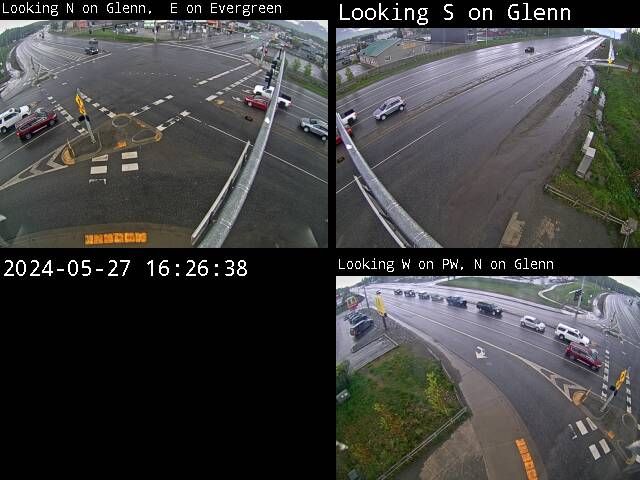 Looking N on Glenn, E on Evergreen
Looking S on Glenn
2024-05-27 16:26:38
Looking W on PW, N on Glenn